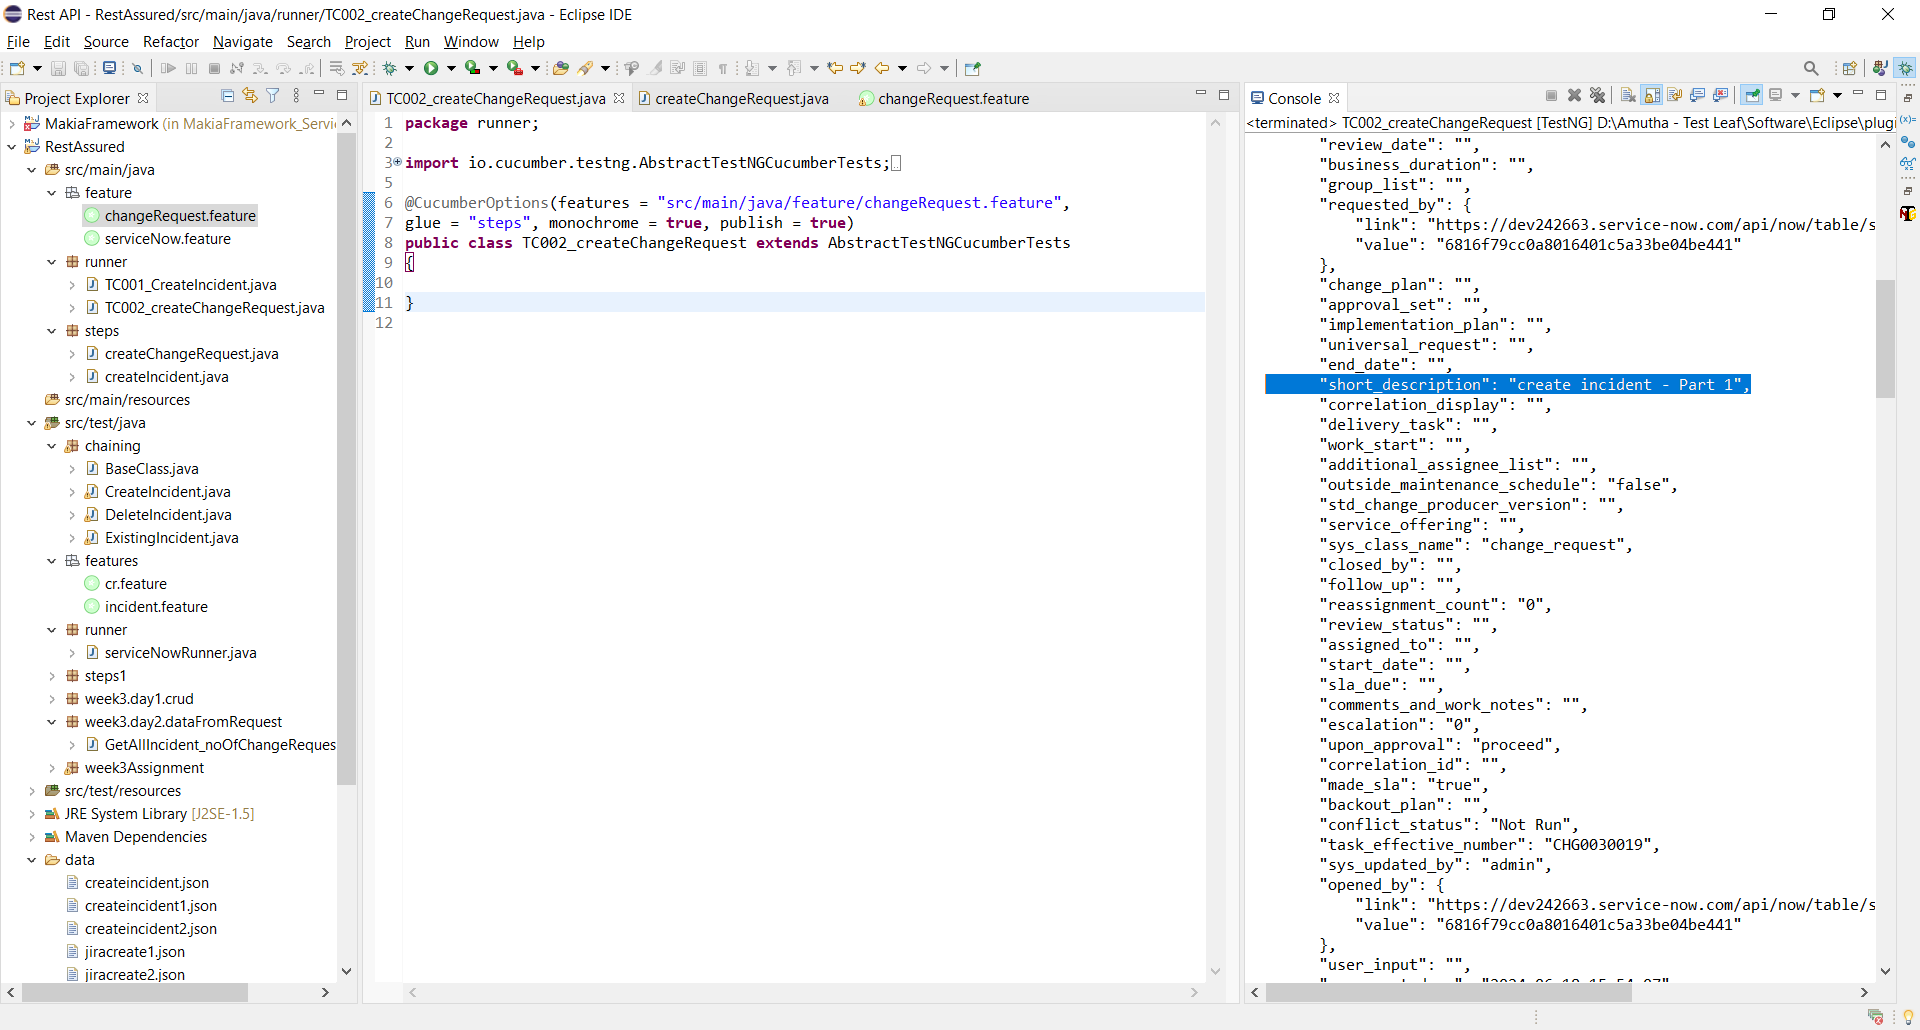 Rest API - RestAssured/src/main/java/runner/TC002_createChangeRequest.java - Eclipse IDE
File Edit Source Refactor Navigate Search Project Run Window Help
Project Explorer
MakiaFramework (in MakiaFramework_Servi
RestAssured
src/main/java
feature
changeRequest.feature
serviceNow.feature
runner
TC001_CreateIncident.java
TC002_createChangeRequest.java
steps
createChangeRequest.java
createIncident.java
src/main/resources
src/test/java
chaining
BaseClass.java
CreateIncident.java
DeleteIncident.java
ExistingIncident.java
features
cr.feature
incident.feature
runner
serviceNowRunner.java
steps1
week3.day1.crud
week3.day2.dataFromRequest
GetAllIncident_noOfChangeReques
week3Assignment
src/test/resources
JRE System Library [J2SE-1.5]
Maven Dependencies
data
createincident.json
createincident1.json
createincident2.json
jiracreate1.json
jiracreate2.json
TC002_createChangeRequest.java createChangeRequest.java changeRequest.feature
1 package runner;
2
3 import io.cucumber.testng.AbstractTestNGCucumberTests;
5
6 @CucumberOptions(features = "src/main/java/feature/changeRequest.feature",
7 glue = "steps", monochrome = true, publish = true)
8 public class TC002_createChangeRequest extends AbstractTestNGCucumberTests
9 {
10
11 }
12
Console
<terminated> TC002_createChangeRequest [TestNG] D:\Amutha - Test Leaf\Software\Eclipse\plugi
"review_date": "",
"business_duration": "",
"group_list": "",
"requested_by": {
"link": "https://dev242663.service-now.com/api/now/table/s
"value": "6816f79cc0a8016401c5a33be04be441"
},
"change_plan": "",
"approval_set": "",
"implementation_plan": "",
"universal_request": "",
"end_date": "",
"short_description": "create incident - Part 1",
"correlation_display": "",
"delivery_task": "",
"work_start": "",
"additional_assignee_list": "",
"outside_maintenance_schedule": "false",
"std_change_producer_version": "",
"service_offering": "",
"sys_class_name": "change_request",
"closed_by": "",
"follow_up": "",
"reassignment_count": "0",
"review_status": "",
"assigned_to": "",
"start_date": "",
"sla_due": "",
"comments_and_work_notes": "",
"escalation": "0",
"upon_approval": "proceed",
"correlation_id": "",
"made_sla": "true",
"backout_plan": "",
"conflict_status": "Not Run",
"task_effective_number": "CHG0030019",
"sys_updated_by": "admin",
"opened_by": {
"link": "https://dev242663.service-now.com/api/now/table/s
"value": "6816f79cc0a8016401c5a33be04be441"
},
"user_input": "",